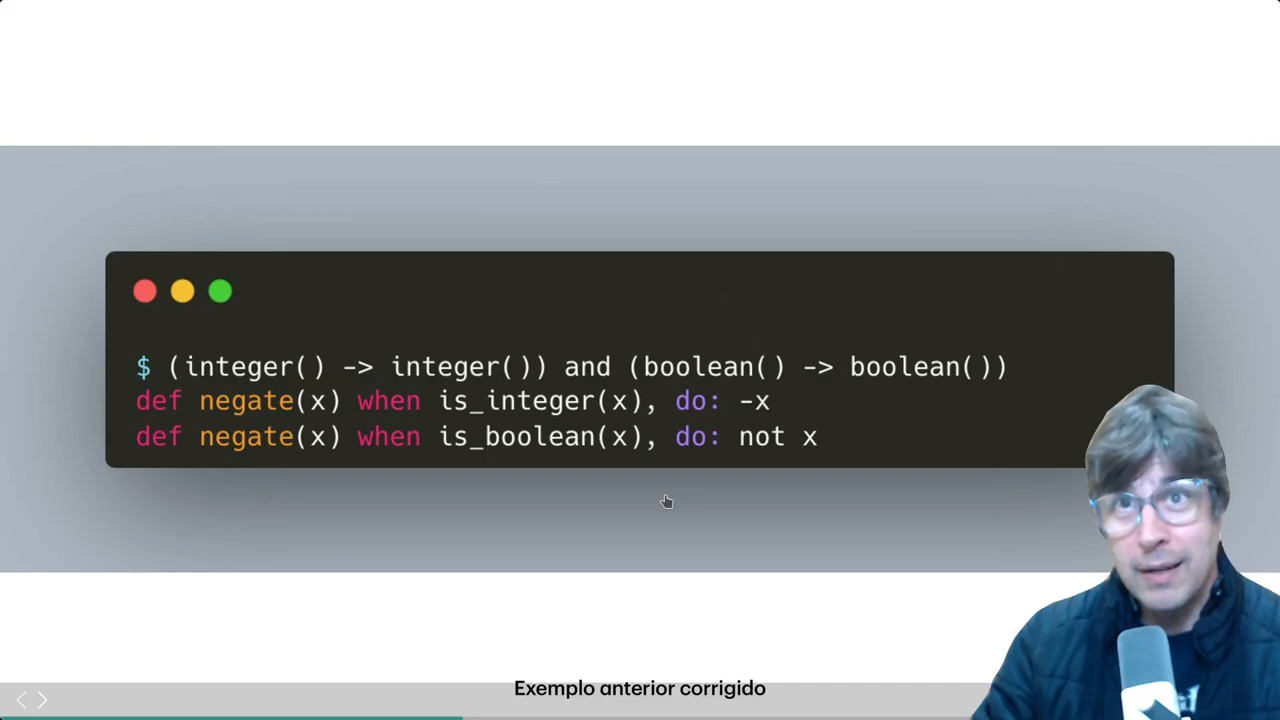 $ (integer() -> integer()) and (boolean() -> boolean())
def negate(x) when is_integer(x), do: -x
def negate(x) when is_boolean(x), do: not x
Exemplo anterior corrigido